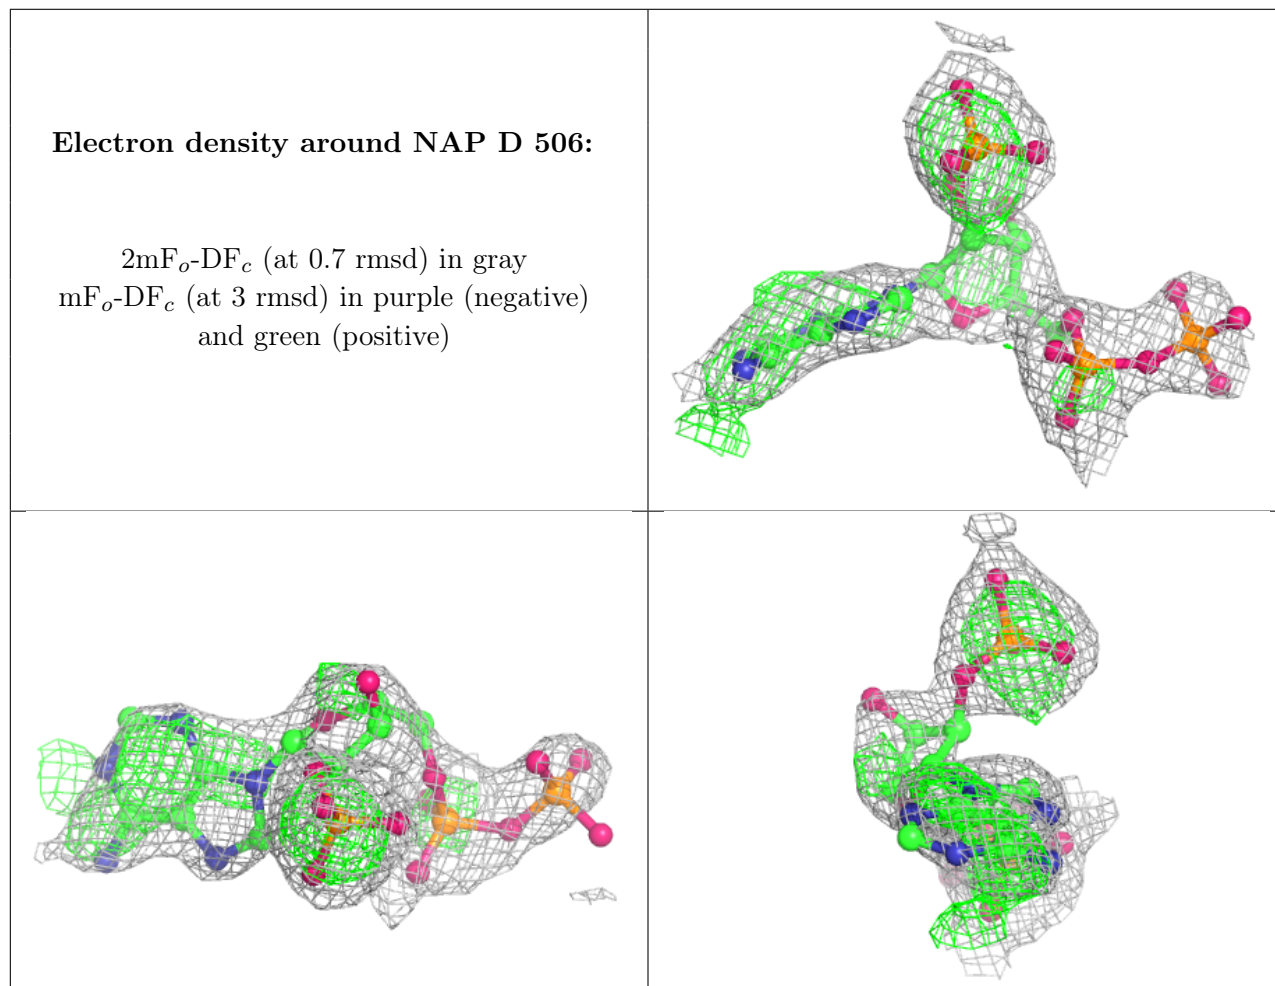 Electron density around NAP D 506:
2mFₒ-DF𝑐 (at 0.7 rmsd) in gray
mFₒ-DF𝑐 (at 3 rmsd) in purple (negative)
and green (positive)